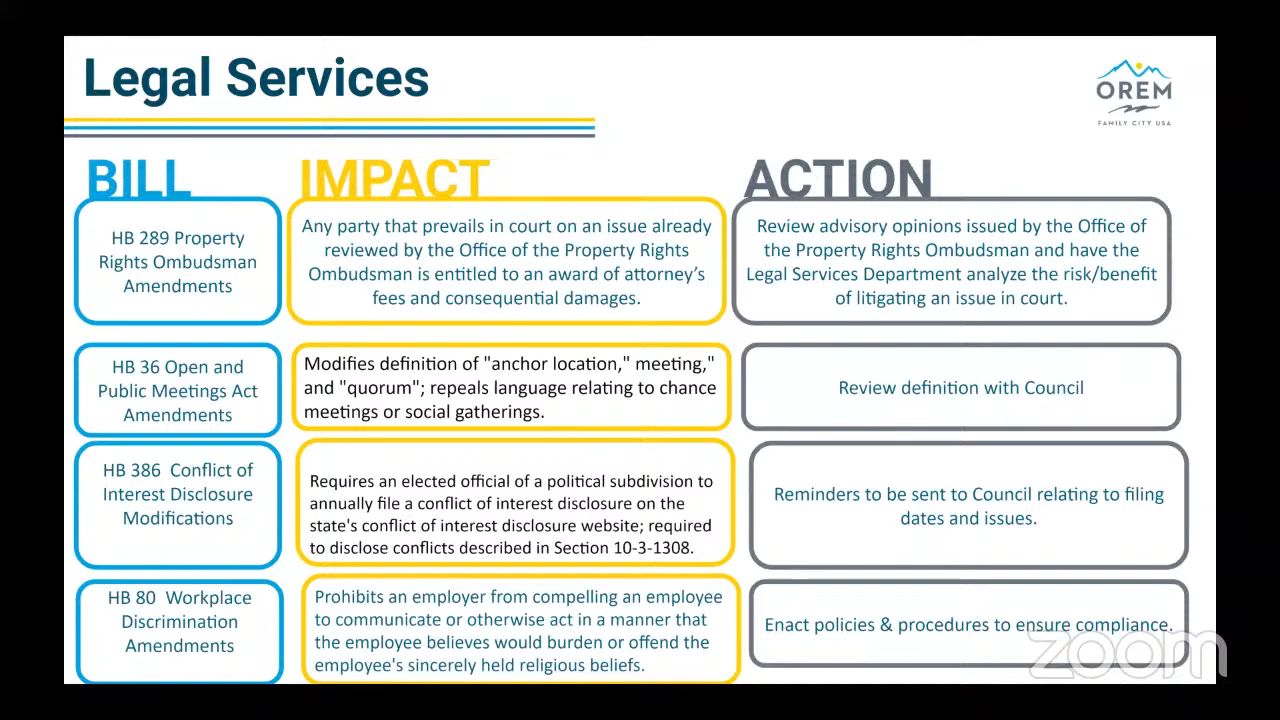 Legal Services
OREM
FAMILY CITY USA
BILL
IMPACT
ACTION
HB 289 Property
Rights Ombudsman
Amendments
Any party that prevails in court on an issue already
reviewed by the Office of the Property Rights
Ombudsman is entitled to an award of attorney’s
fees and consequential damages.
Review advisory opinions issued by the Office of
the Property Rights Ombudsman and have the
Legal Services Department analyze the risk/benefit
of litigating an issue in court.
HB 36 Open and
Public Meetings Act
Amendments
Modifies definition of "anchor location," meeting,"
and "quorum"; repeals language relating to chance
meetings or social gatherings.
Review definition with Council
HB 386  Conflict of
Interest Disclosure
Modifications
Requires an elected official of a political subdivision to
annually file a conflict of interest disclosure on the
state's conflict of interest disclosure website; required
to disclose conflicts described in Section 10-3-1308.
Reminders to be sent to Council relating to filing
dates and issues.
HB 80  Workplace
Discrimination
Amendments
Prohibits an employer from compelling an employee
to communicate or otherwise act in a manner that
the employee believes would burden or offend the
employee's sincerely held religious beliefs.
Enact policies & procedures to ensure compliance.
zoom